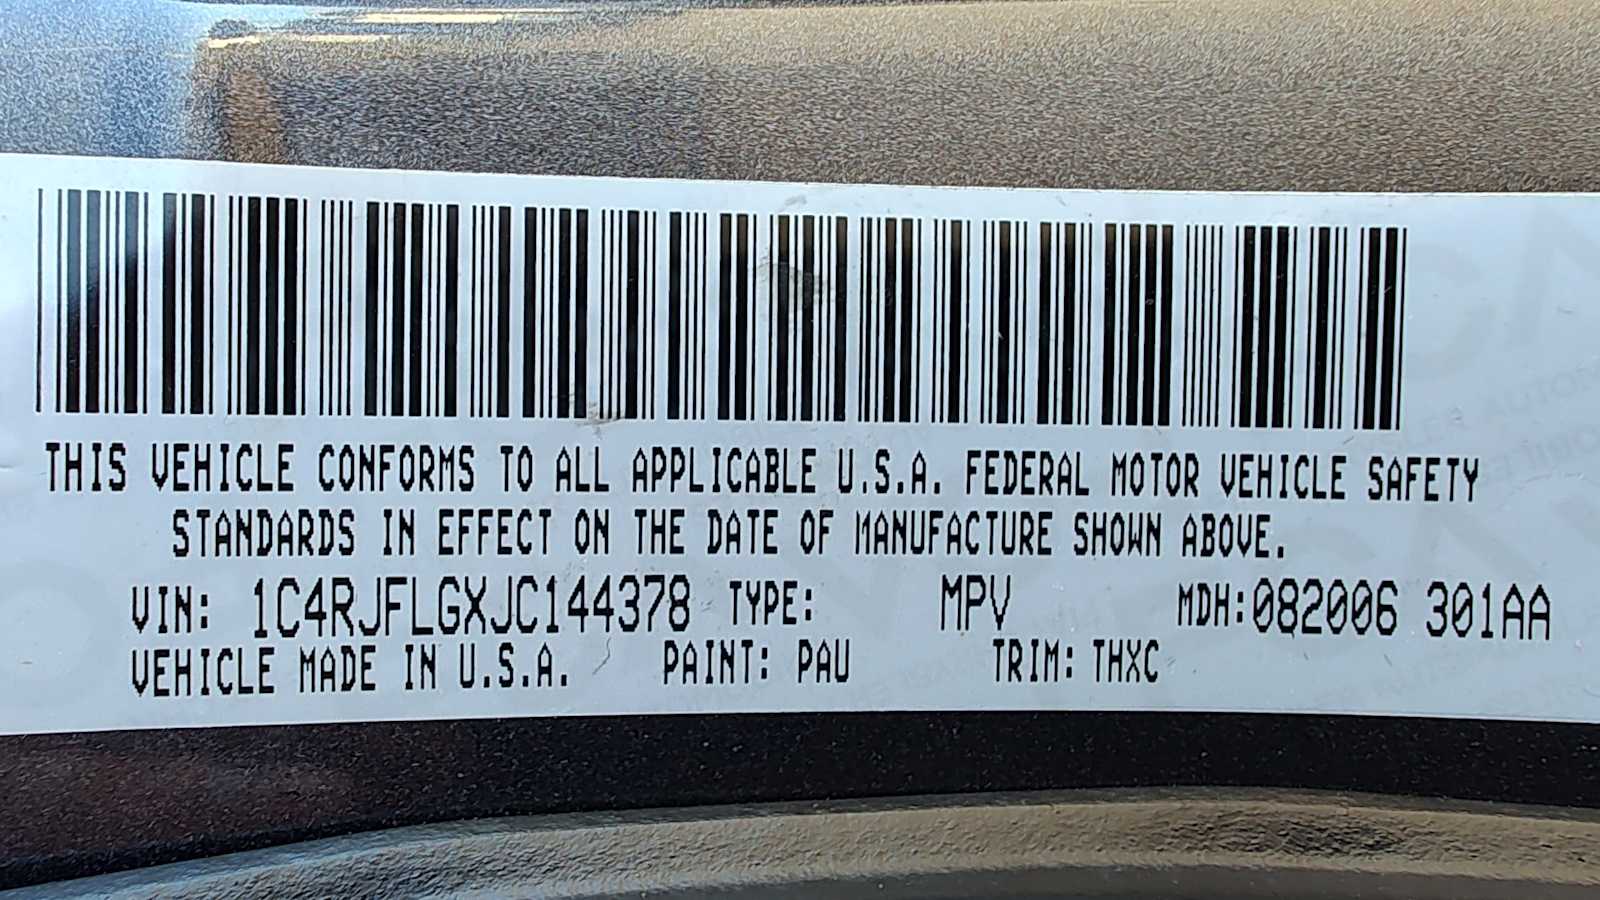 THIS VEHICLE CONFORMS TO ALL APPLICABLE U.S.A. FEDERAL MOTOR VEHICLE SAFETY
STANDARDS IN EFFECT ON THE DATE OF MANUFACTURE SHOWN ABOVE.
VIN: 1C4RJFLGXJC144378 TYPE: MPV MDH:082006 301AA
VEHICLE MADE IN U.S.A. PAINT: PAU TRIM: THXC